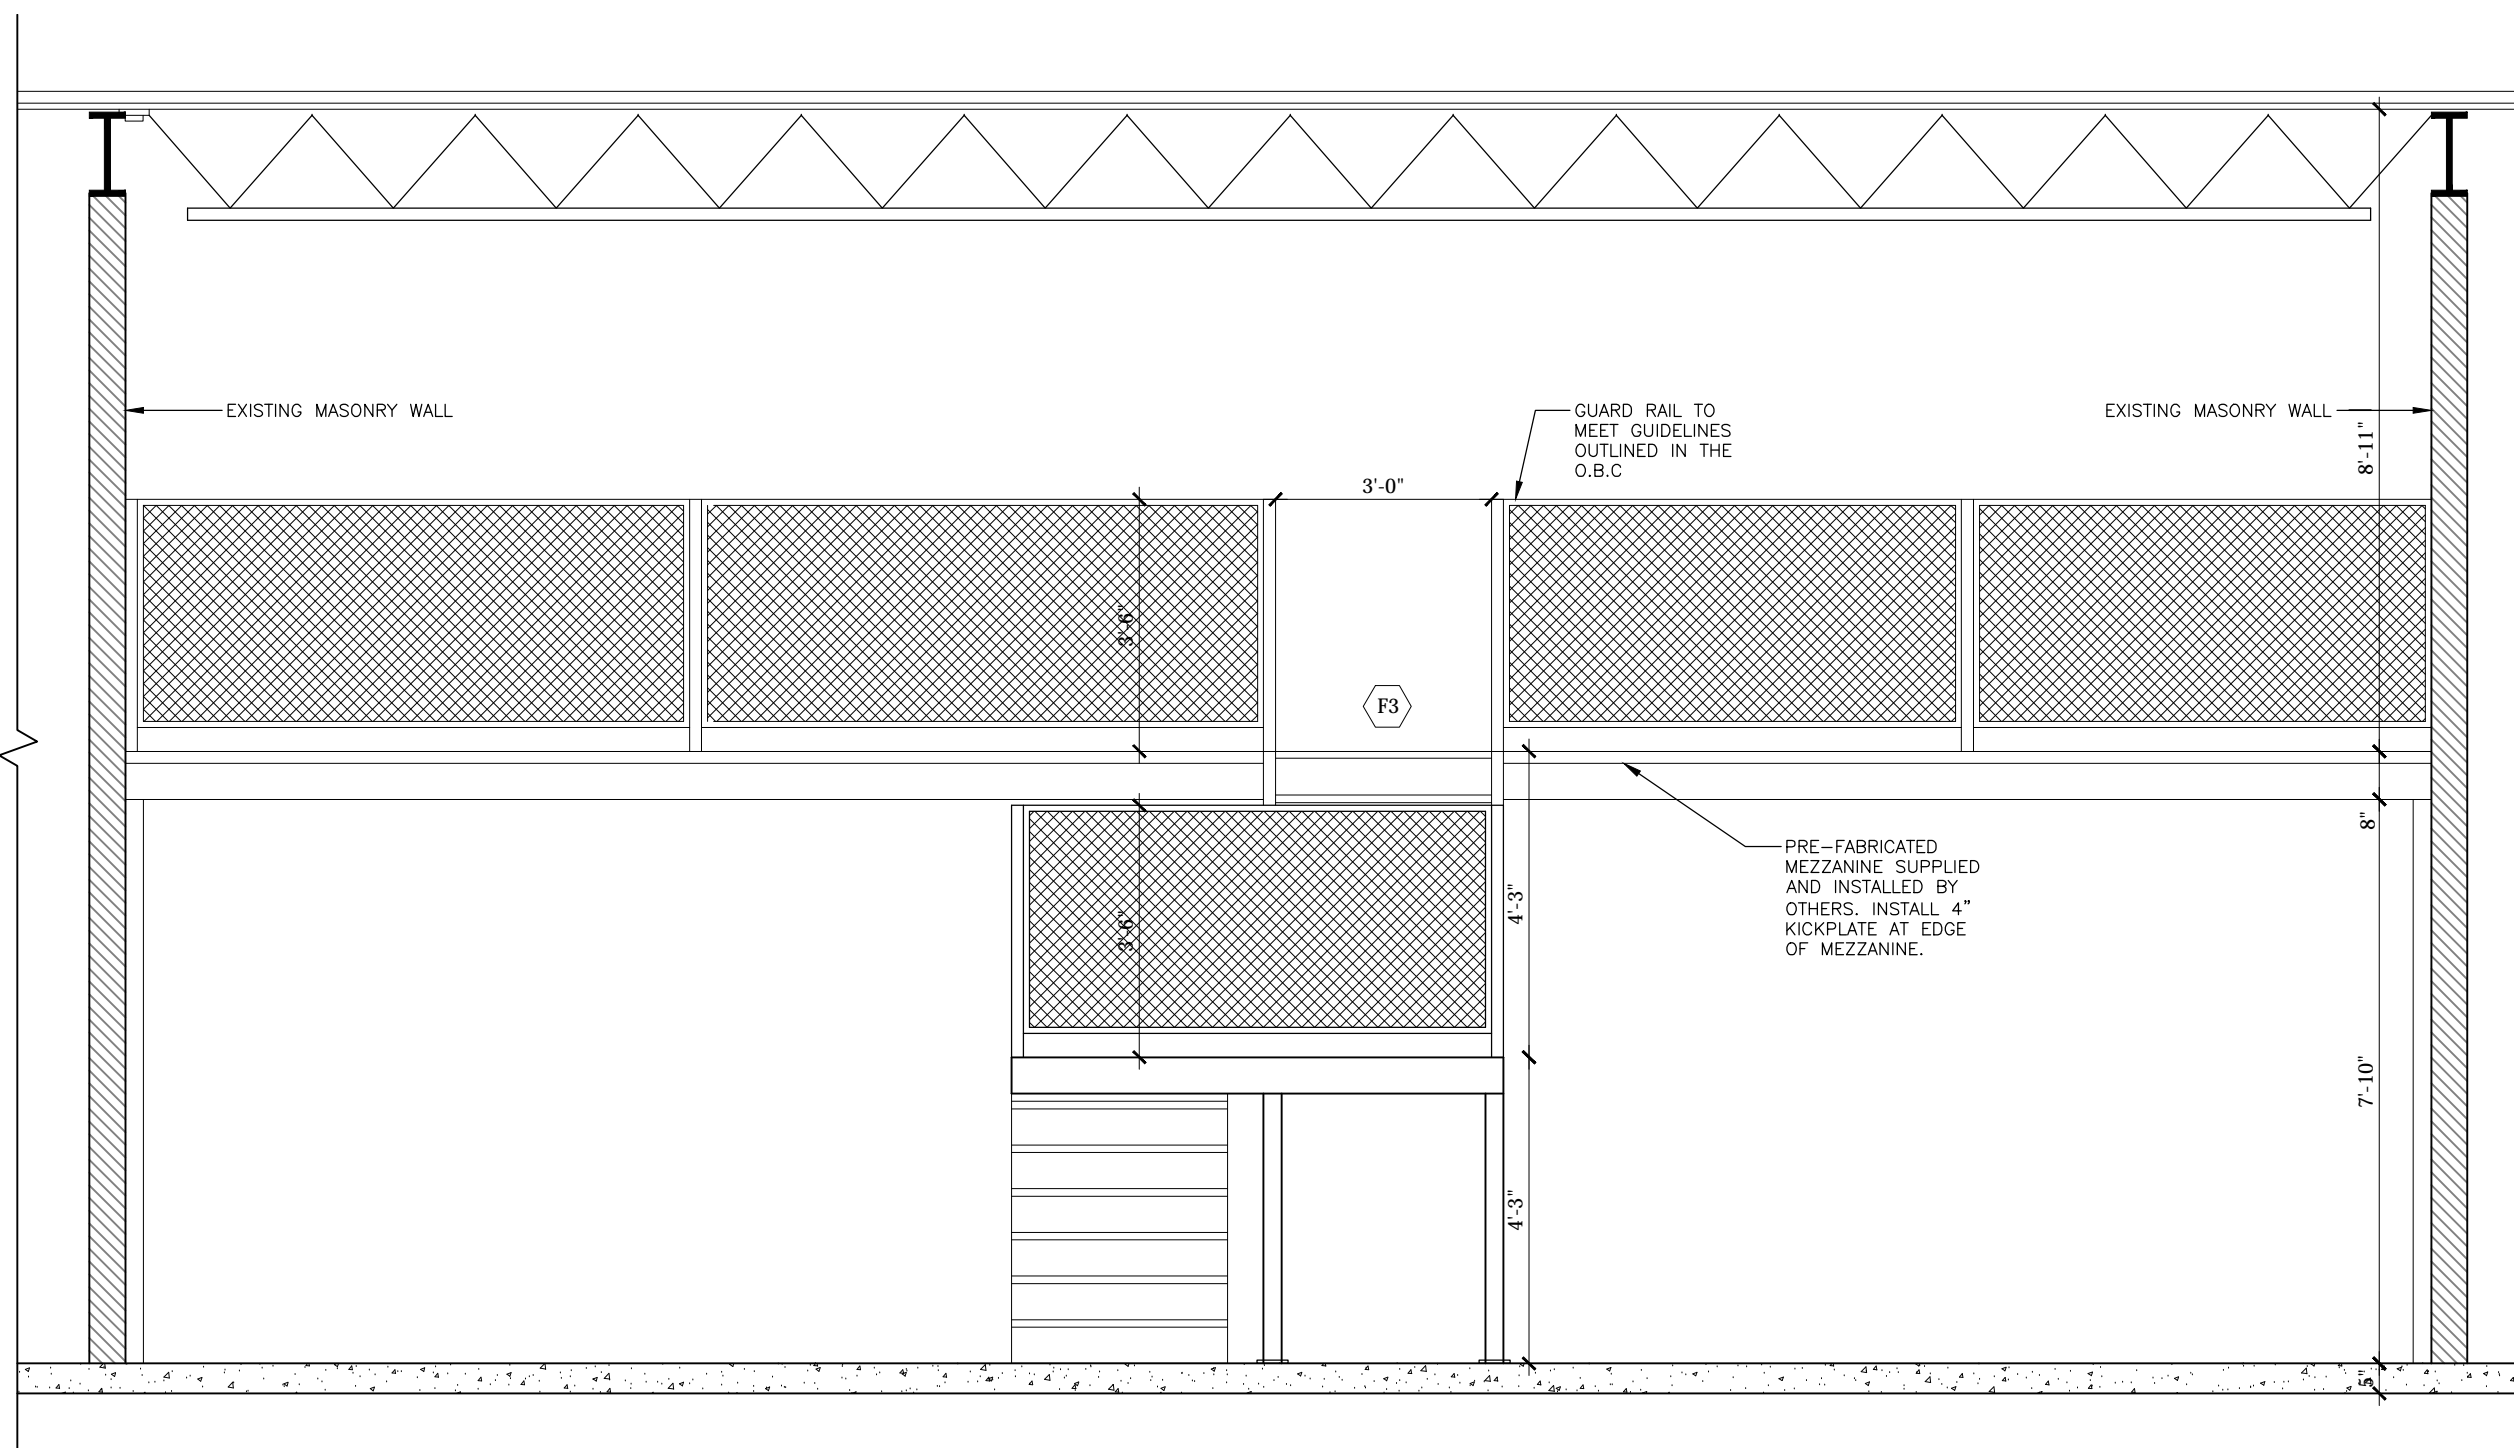 EXISTING MASONRY WALL
GUARD RAIL TO
MEET GUIDELINES
OUTLINED IN THE
O.B.C
EXISTING MASONRY WALL
8'-11"
3'-0"
3'-6"
F3
8"
PRE-FABRICATED
MEZZANINE SUPPLIED
AND INSTALLED BY
OTHERS. INSTALL 4"
KICKPLATE AT EDGE
OF MEZZANINE.
4'-3"
3'-6"
7'-10"
4'-3"
5"